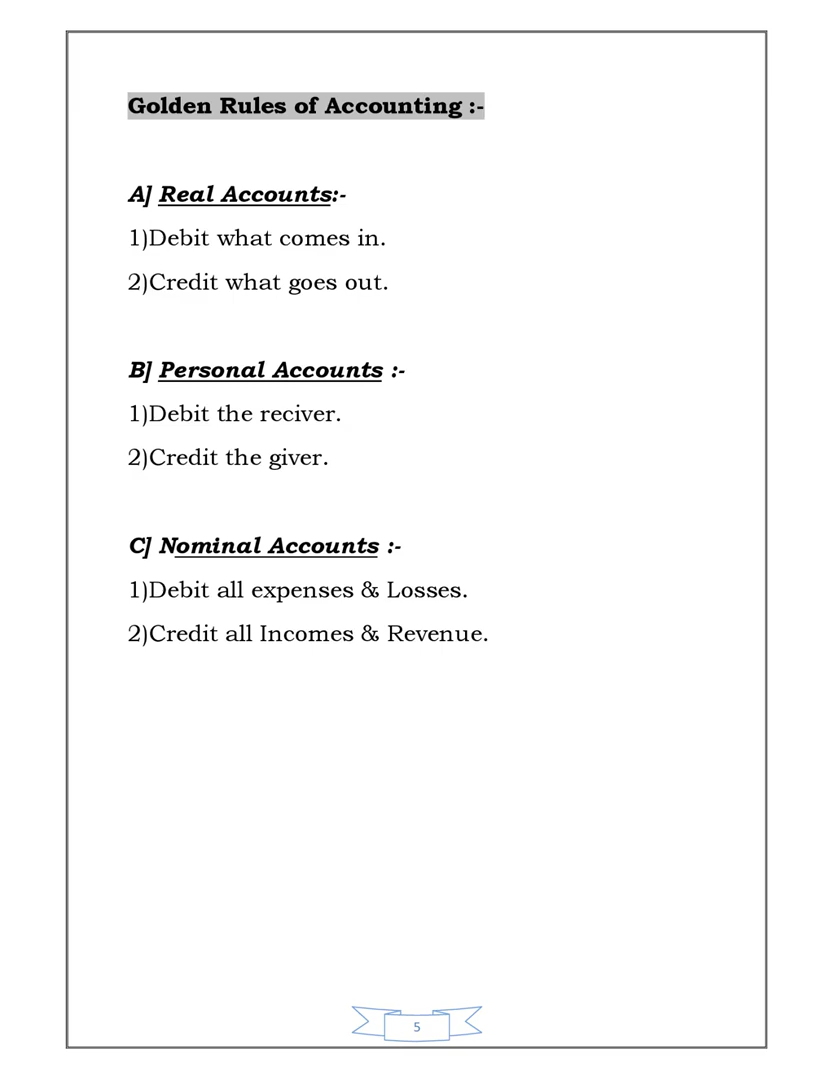 Golden Rules of Accounting :-
A] Real Accounts:-
1)Debit what comes in.
2)Credit what goes out.
B] Personal Accounts :-
1)Debit the reciver.
2)Credit the giver.
C] Nominal Accounts :-
1)Debit all expenses & Losses.
2)Credit all Incomes & Revenue.
5